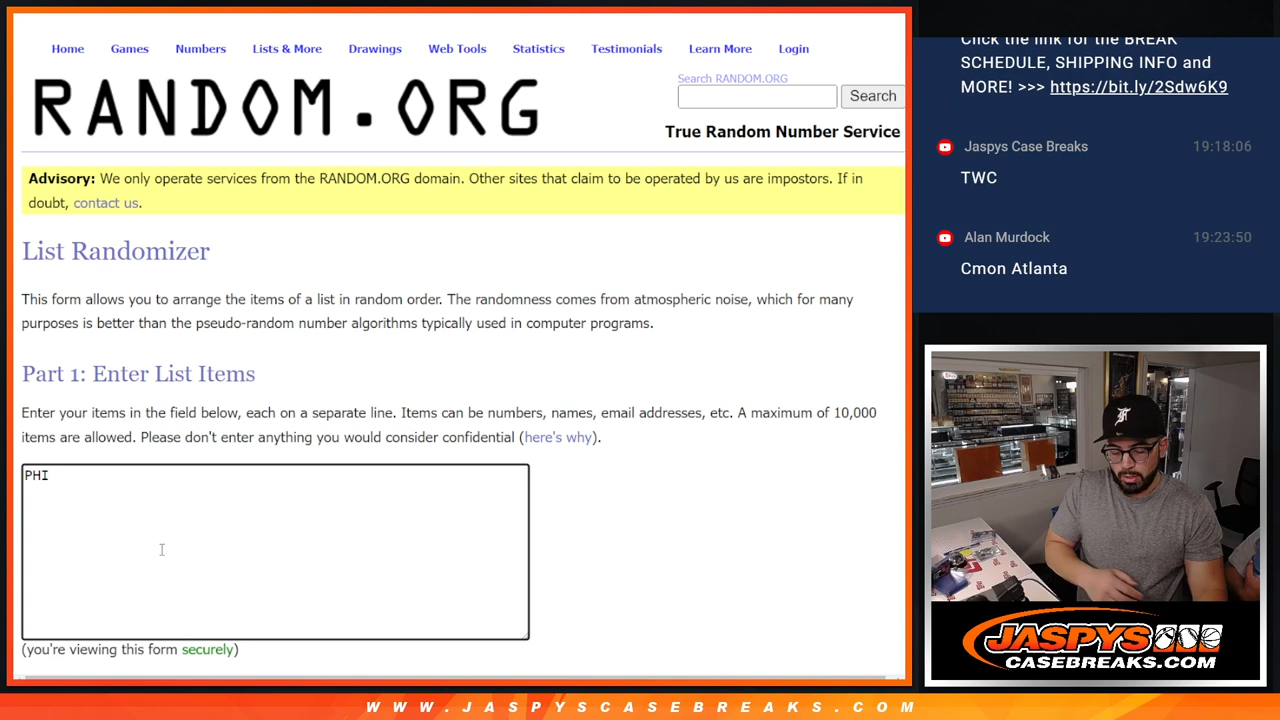 Home Games Numbers Lists & More Drawings Web Tools Statistics Testimonials Learn More Login
RANDOM.ORG
Search RANDOM.ORG
Search
True Random Number Service
Advisory: We only operate services from the RANDOM.ORG domain. Other sites that claim to be operated by us are impostors. If in
doubt, contact us.
List Randomizer
This form allows you to arrange the items of a list in random order. The randomness comes from atmospheric noise, which for many
purposes is better than the pseudo-random number algorithms typically used in computer programs.
Part 1: Enter List Items
Enter your items in the field below, each on a separate line. Items can be numbers, names, email addresses, etc. A maximum of 10,000
items are allowed. Please don't enter anything you would consider confidential (here's why).
PHI
(you're viewing this form securely)
Click the link for the BREAK
SCHEDULE, SHIPPING INFO and
MORE! >>> https://bit.ly/2Sdw6K9
Jaspys Case Breaks 19:18:06
TWC
Alan Murdock 19:23:50
Cmon Atlanta
JASPYS
CASEBREAKS.COM
WWW.JASPYSCASEBREAKS.COM